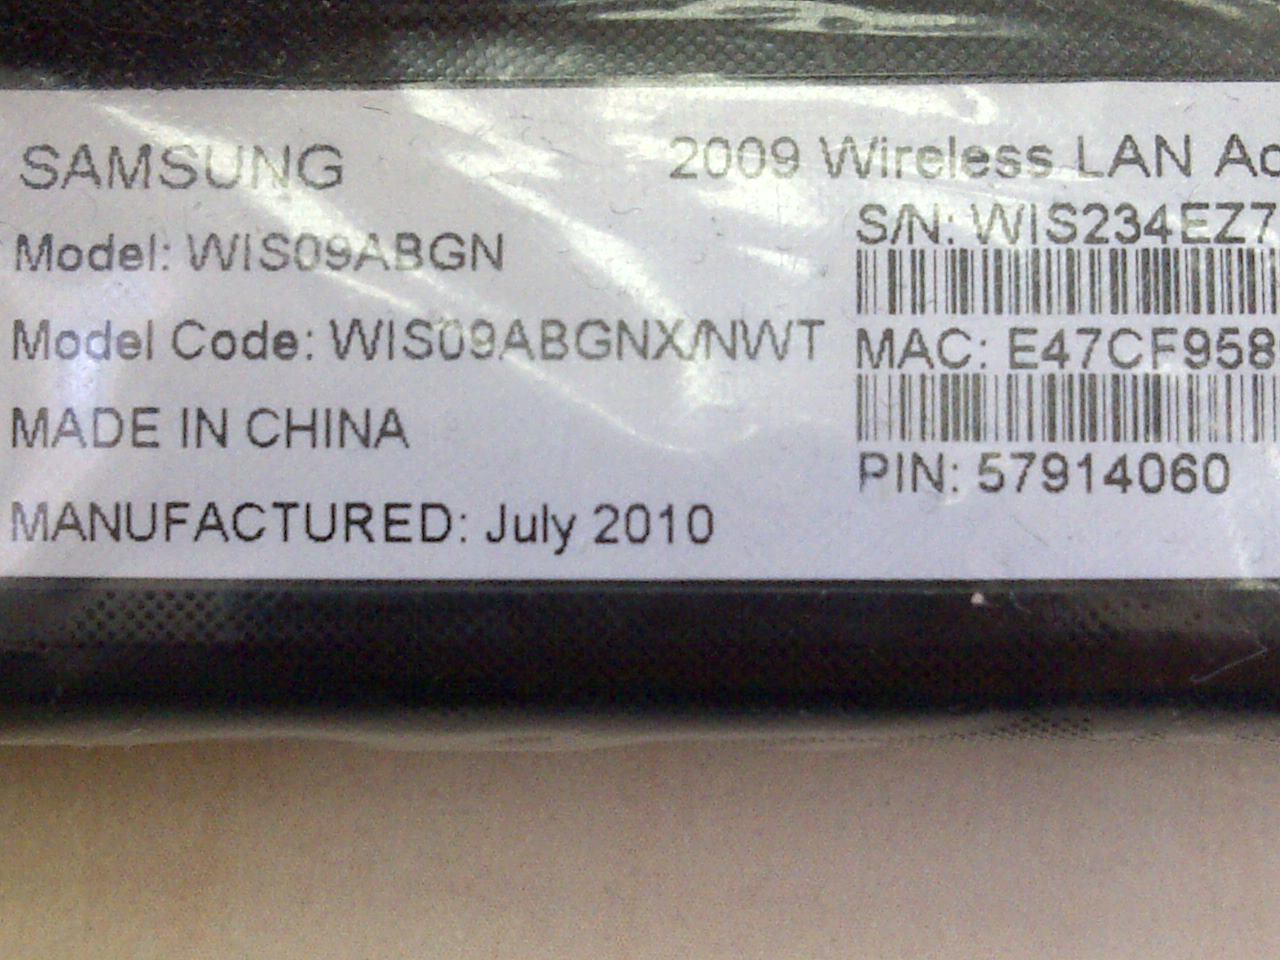 SAMSUNG
2009 Wireless LAN
Model: WIS09ABGN
S/N: WIS234EZ7
Model Code: WIS09ABGNX/NWT
MAC: E47CF958
MADE IN CHINA
PIN: 57914060
MANUFACTURED: July 2010